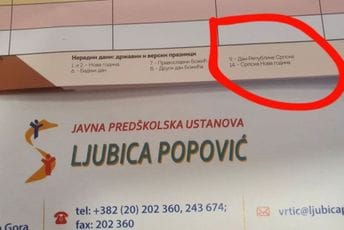 Нерадни дани: државни и верски празници
1 и 2 - Нова година
6 - Бадњи дан
7 - Православни Божић
8 - Други дан Божића
9 - Дан Републике Српске
14 - Српска Нова година
JAVNA PREDŠKOLSKA USTANOVA
LJUBICA POPOVIĆ
Gora
tel: +382 (20) 202 360, 243 674;
fax: 202 360
vrtic@ljubicap